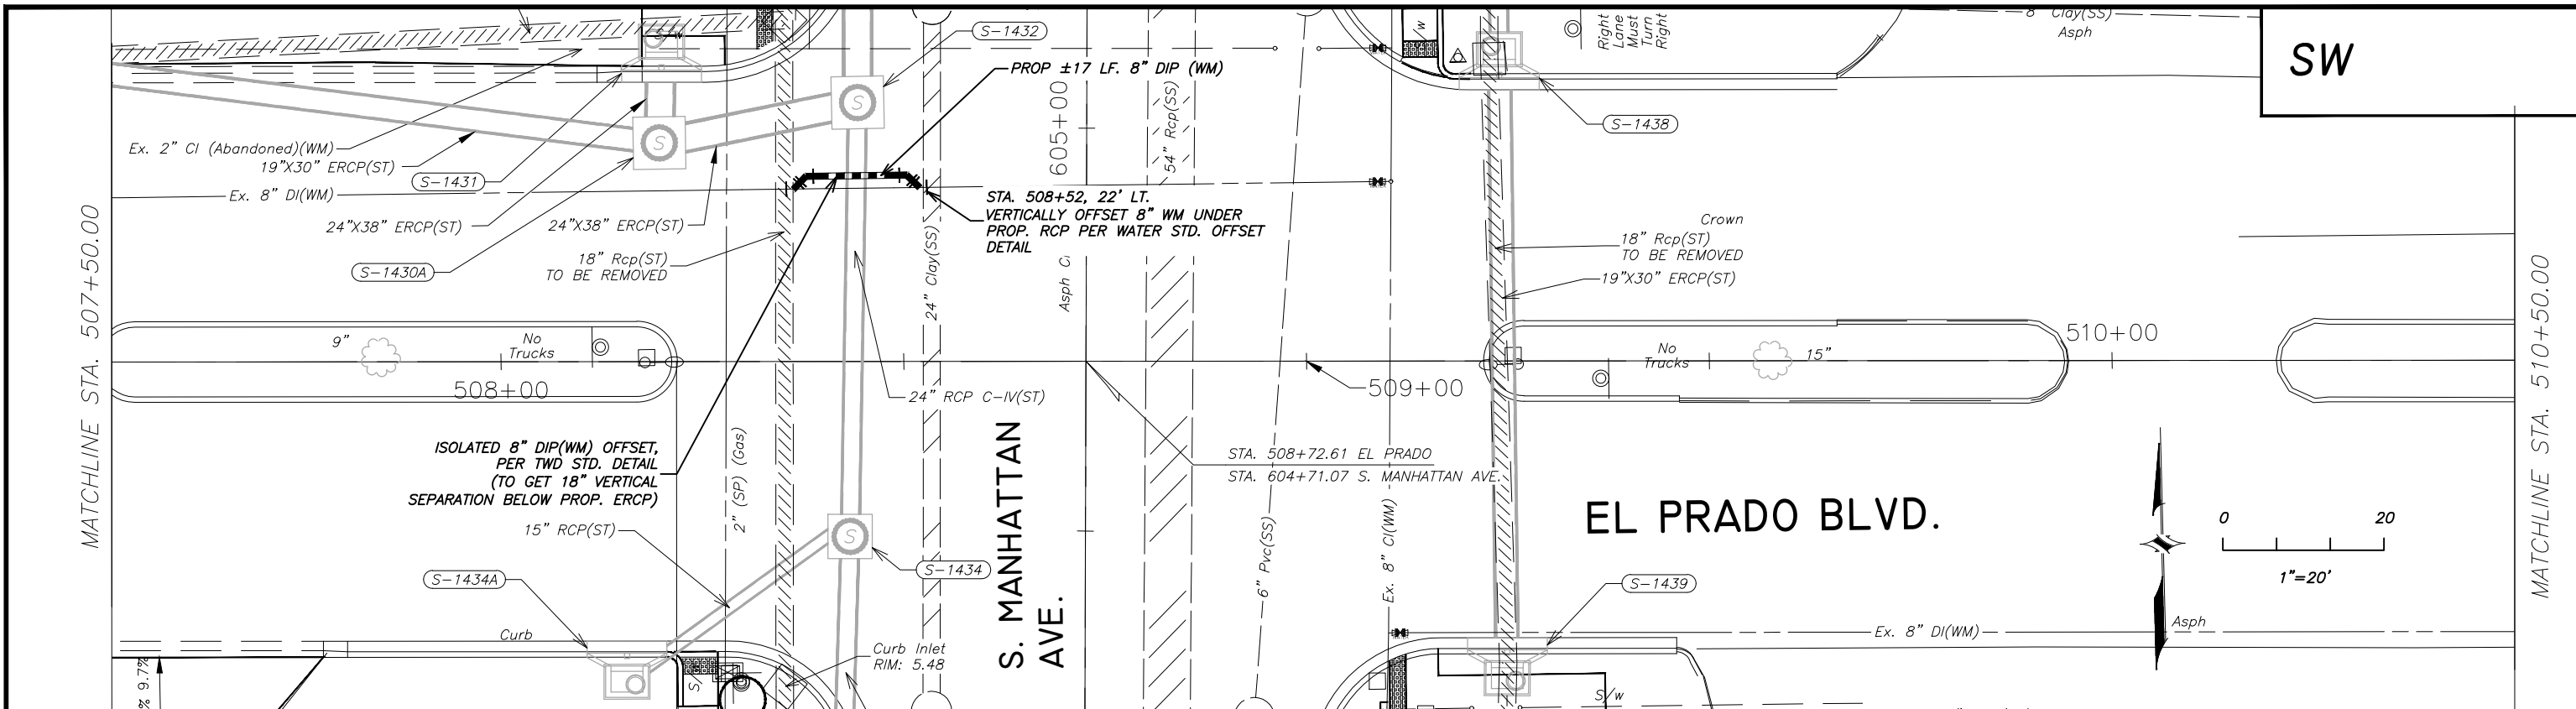 S-1432
PROP ±17 LF. 8" DIP (WM)
605+00
54" Rcp(SS)
S/w
Right
Lane
Must
Turn
Right
8" Clay(SS)
Asph
SW
S-1438
Ex. 2" CI (Abandoned)(WM)
19"X30" ERCP(ST)
S-1431
Ex. 8" DI(WM)
24"X38" ERCP(ST)
24"X38" ERCP(ST)
S-1430A
18" Rcp(ST)
TO BE REMOVED
STA. 508+52, 22' LT.
VERTICALLY OFFSET 8" WM UNDER
PROP. RCP PER WATER STD. OFFSET
DETAIL
24" Clay(SS)
Crown
18" Rcp(ST)
TO BE REMOVED
19"X30" ERCP(ST)
MATCHLINE STA. 507+50.00
MATCHLINE STA. 510+50.00
S
S
9"
No
Trucks
508+00
24" RCP C-IV(ST)
509+00
No
Trucks
15"
510+00
ISOLATED 8" DIP(WM) OFFSET,
PER TWD STD. DETAIL
(TO GET 18" VERTICAL
SEPARATION BELOW PROP. ERCP)
2" (SP) (Gas)
STA. 508+72.61 EL PRADO
STA. 604+71.07 S. MANHATTAN AVE.
15" RCP(ST)
S-1434A
S
S-1434
S. MANHATTAN
AVE.
6" Pvc(SS)
Ex. 8" CI(WM)
EL PRADO BLVD.
0 20
1"=20'
S-1439
Curb
Curb Inlet
RIM: 5.48
Ex. 8" DI(WM)
Asph
9.7%
S/w